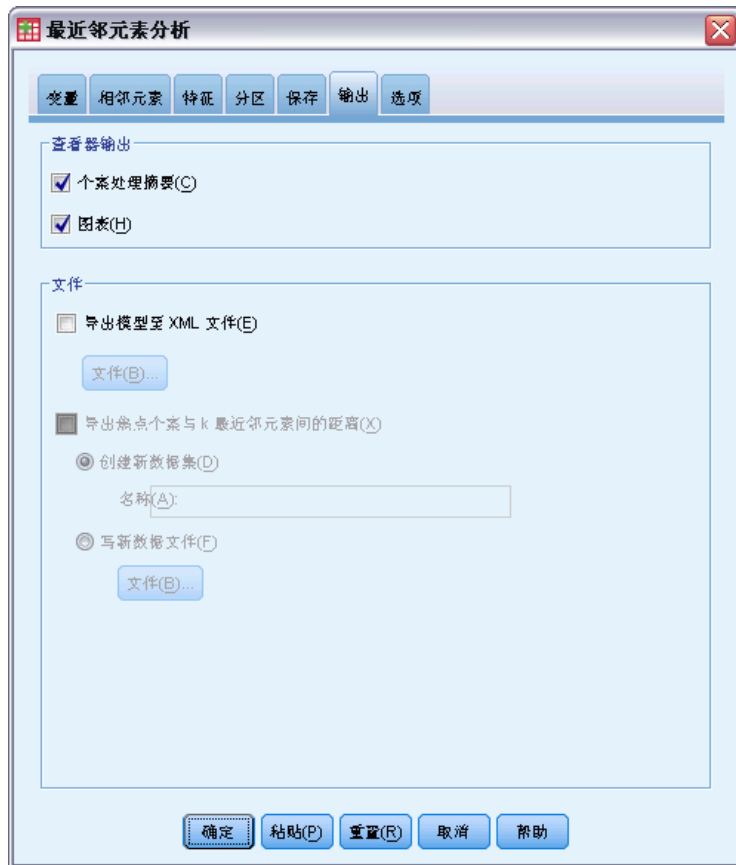 最近邻元素分析
变量 相邻元素 特征 分区 保存 输出 选项
查看器输出
个案处理摘要(C)
图表(H)
文件
导出模型至 XML 文件(E)
文件(B)...
导出焦点个案与 k 最近邻元素间的距离(X)
创建新数据集(D)
名称(A):
写新数据文件(F)
文件(B)...
确定 粘贴(P) 重置(R) 取消 帮助